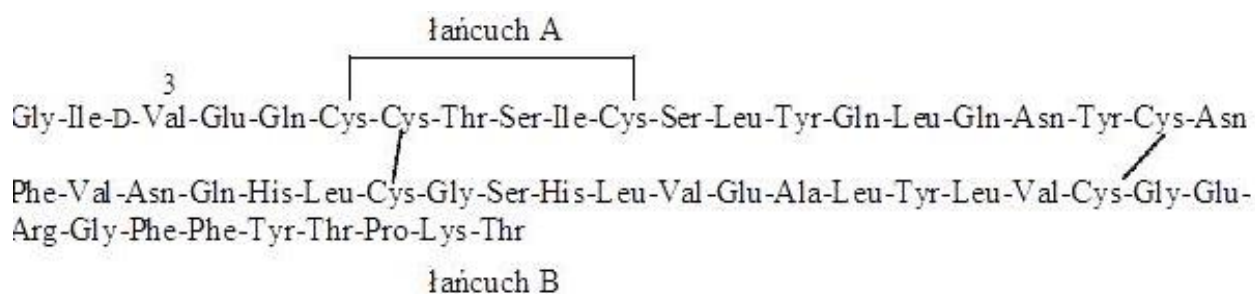 łańcuch A
3
Gly-Ile-D-Val-Glu-Gln-Cys-Cys-Thr-Ser-Ile-Cys-Ser-Leu-Tyr-Gln-Leu-Gln-Asn-Tyr-Cys-Asn
Phe-Val-Asn-Gln-His-Leu-Cys-Gly-Ser-His-Leu-Val-Glu-Ala-Leu-Tyr-Leu-Val-Cys-Gly-Glu-
Arg-Gly-Phe-Phe-Tyr-Thr-Pro-Lys-Thr
łańcuch B